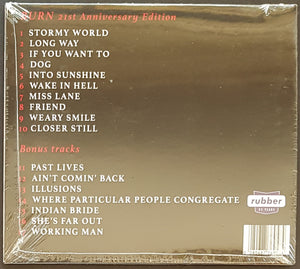 BURN 21st Anniversary Edition
1 STORMY WORLD
2 LONG WAY
3 IF YOU WANT TO
4 DOG
5 INTO SUNSHINE
6 WAKE IN HELL
7 MISS LANE
8 FRIEND
9 WEARY SMILE
10 CLOSER STILL
Bonus tracks
11 PAST LIVES
12 AIN'T COMIN' BACK
13 ILLUSIONS
14 WHERE PARTICULAR PEOPLE CONGREGATE
15 INDIAN BRIDE
16 SHE'S FAR OUT
17 WORKING MAN
rubber